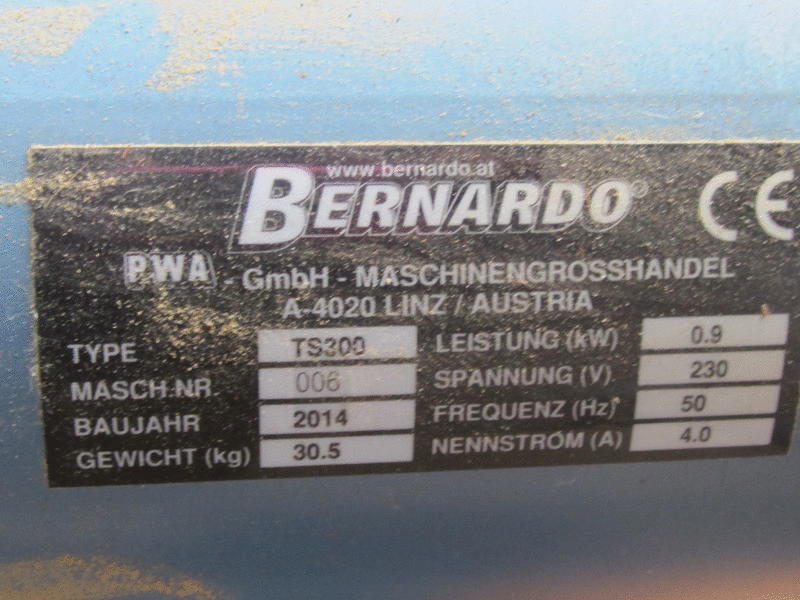 www.bernardo.at
BERNARDO®
CE
PWA - GmbH - MASCHINENGROSSHANDEL
A-4020 LINZ / AUSTRIA
TYPE TS300
MASCH.NR. 006
BAUJAHR 2014
GEWICHT (kg) 30.5
LEISTUNG (kW) 0.9
SPANNUNG (V) 230
FREQUENZ (Hz) 50
NENNSTROM (A) 4.0